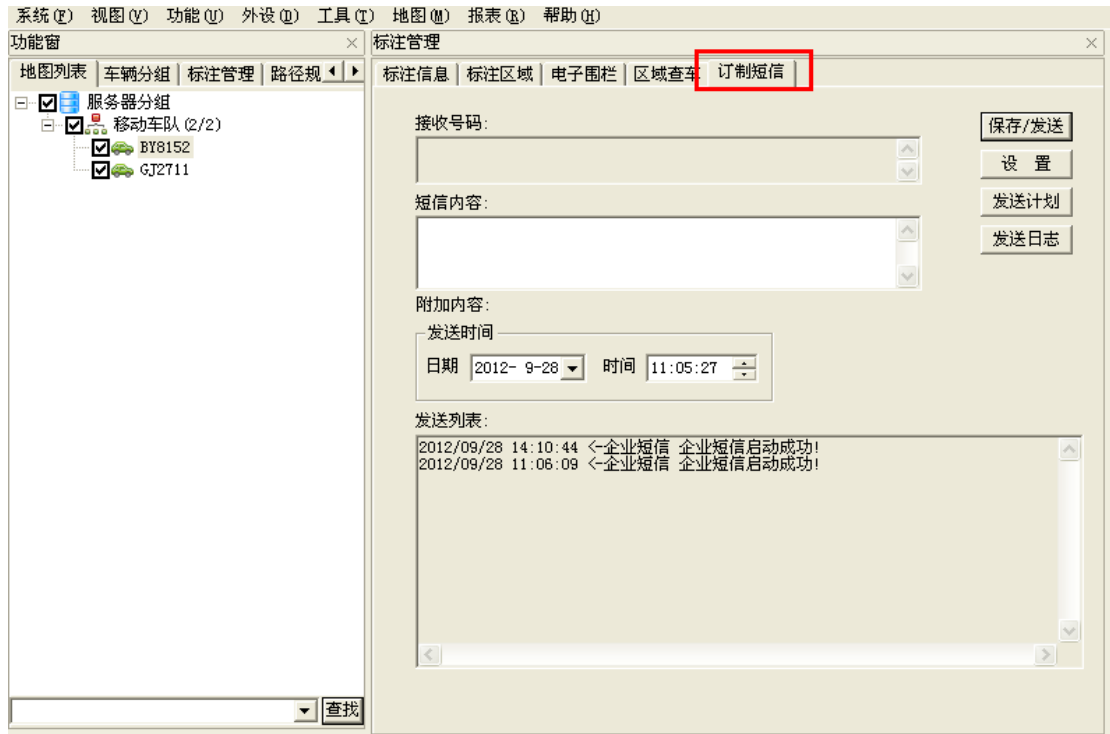 系统(F) 视图(V) 功能(U) 外设(D) 工具(T) 地图(M) 报表(R) 帮助(H)
功能窗
标注管理
地图列表 车辆分组 标注管理 路径规
标注信息 标注区域 电子围栏 区域查车 订制短信
服务器分组
移动车队(2/2)
BY8152
GJ2711
接收号码:
保存/发送
设 置
短信内容:
发送计划
发送日志
附加内容:
发送时间
日期 2012- 9-28 时间 11:05:27
发送列表:
2012/09/28 14:10:44 <-企业短信 企业短信启动成功!
2012/09/28 11:06:09 <-企业短信 企业短信启动成功!
查找